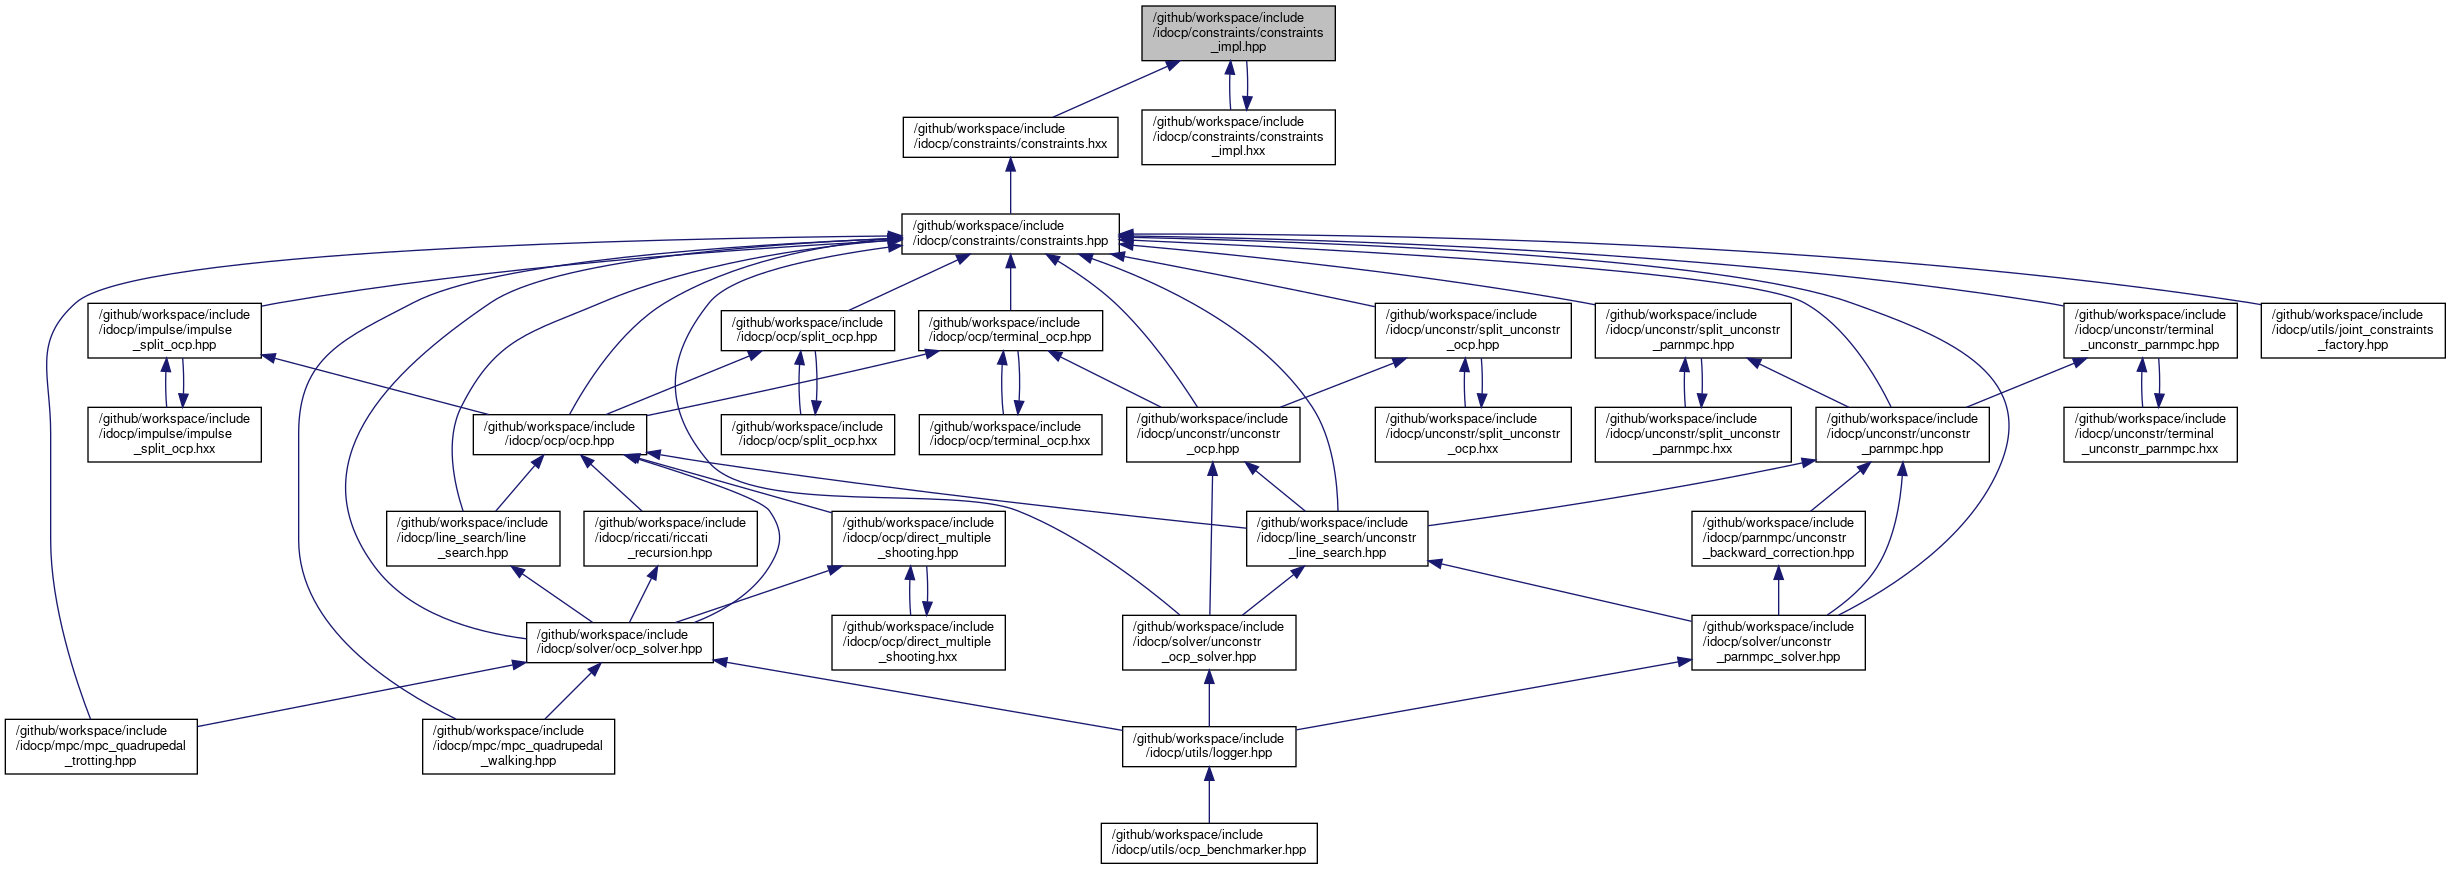 /github/workspace/include
/idocp/constraints/constraints
_impl.hpp
/github/workspace/include
/idocp/constraints/constraints.hxx
/github/workspace/include
/idocp/constraints/constraints
_impl.hxx
/github/workspace/include
/idocp/constraints/constraints.hpp
/github/workspace/include
/idocp/impulse/impulse
_split_ocp.hpp
/github/workspace/include
/idocp/ocp/split_ocp.hpp
/github/workspace/include
/idocp/ocp/terminal_ocp.hpp
/github/workspace/include
/idocp/unconstr/split_unconstr
_ocp.hpp
/github/workspace/include
/idocp/unconstr/split_unconstr
_parnmpc.hpp
/github/workspace/include
/idocp/unconstr/terminal
_unconstr_parnmpc.hpp
/github/workspace/include
/idocp/utils/joint_constraints
_factory.hpp
/github/workspace/include
/idocp/impulse/impulse
_split_ocp.hxx
/github/workspace/include
/idocp/ocp/ocp.hpp
/github/workspace/include
/idocp/ocp/split_ocp.hxx
/github/workspace/include
/idocp/ocp/terminal_ocp.hxx
/github/workspace/include
/idocp/unconstr/unconstr
_ocp.hpp
/github/workspace/include
/idocp/unconstr/split_unconstr
_ocp.hxx
/github/workspace/include
/idocp/unconstr/split_unconstr
_parnmpc.hxx
/github/workspace/include
/idocp/unconstr/unconstr
_parnmpc.hpp
/github/workspace/include
/idocp/unconstr/terminal
_unconstr_parnmpc.hxx
/github/workspace/include
/idocp/line_search/line
_search.hpp
/github/workspace/include
/idocp/riccati/riccati
_recursion.hpp
/github/workspace/include
/idocp/ocp/direct_multiple
_shooting.hpp
/github/workspace/include
/idocp/line_search/unconstr
_line_search.hpp
/github/workspace/include
/idocp/parnmpc/unconstr
_backward_correction.hpp
/github/workspace/include
/idocp/solver/ocp_solver.hpp
/github/workspace/include
/idocp/ocp/direct_multiple
_shooting.hxx
/github/workspace/include
/idocp/solver/unconstr
_ocp_solver.hpp
/github/workspace/include
/idocp/solver/unconstr
_parnmpc_solver.hpp
/github/workspace/include
/idocp/mpc/mpc_quadrupedal
_trotting.hpp
/github/workspace/include
/idocp/mpc/mpc_quadrupedal
_walking.hpp
/github/workspace/include
/idocp/utils/logger.hpp
/github/workspace/include
/idocp/utils/ocp_benchmarker.hpp